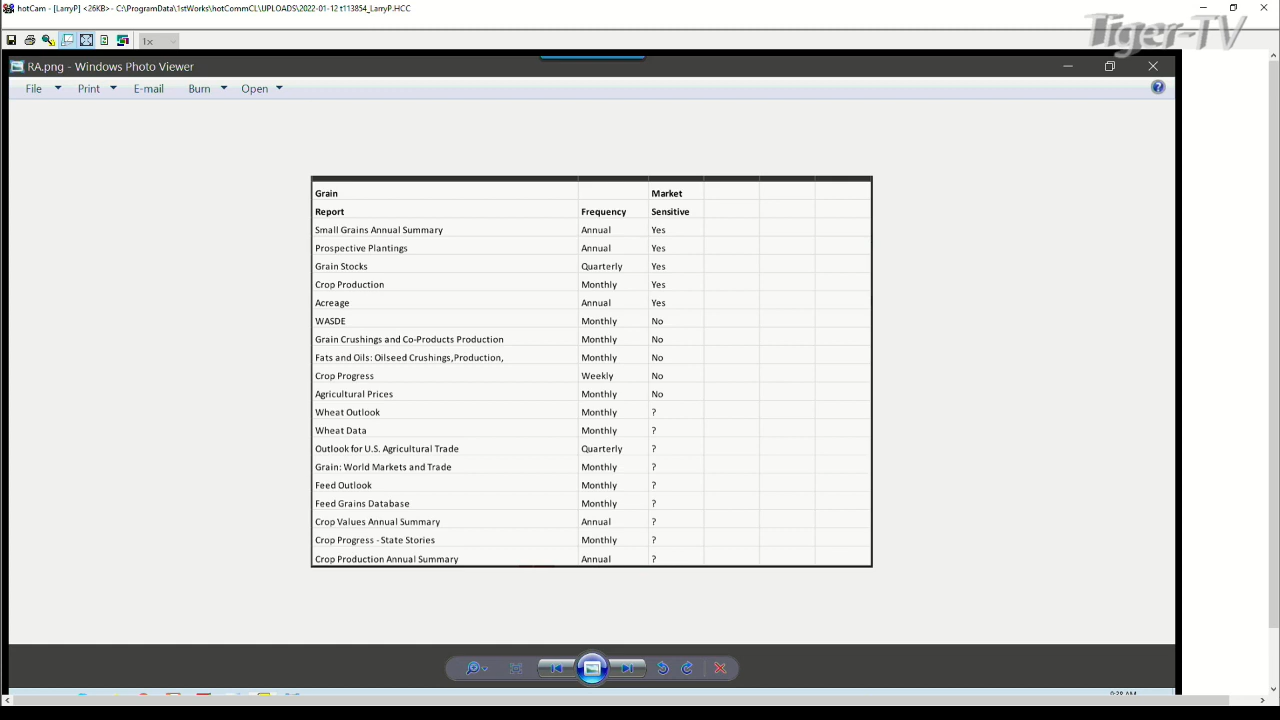 hotCam - [LarryP] <26KB>- C:\ProgramData\1stWorks\hotCommCL\UPLOADS\2022-01-12 t113854_LarryP.HCC
Tiger-TV
1x
RA.png - Windows Photo Viewer
File Print E-mail Burn Open
Grain Market
Report Frequency Sensitive
Small Grains Annual Summary Annual Yes
Prospective Plantings Annual Yes
Grain Stocks Quarterly Yes
Crop Production Monthly Yes
Acreage Annual Yes
WASDE Monthly No
Grain Crushings and Co-Products Production Monthly No
Fats and Oils: Oilseed Crushings,Production, Monthly No
Crop Progress Weekly No
Agricultural Prices Monthly No
Wheat Outlook Monthly ?
Wheat Data Monthly ?
Outlook for U.S. Agricultural Trade Quarterly ?
Grain: World Markets and Trade Monthly ?
Feed Outlook Monthly ?
Feed Grains Database Monthly ?
Crop Values Annual Summary Annual ?
Crop Progress - State Stories Monthly ?
Crop Production Annual Summary Annual ?